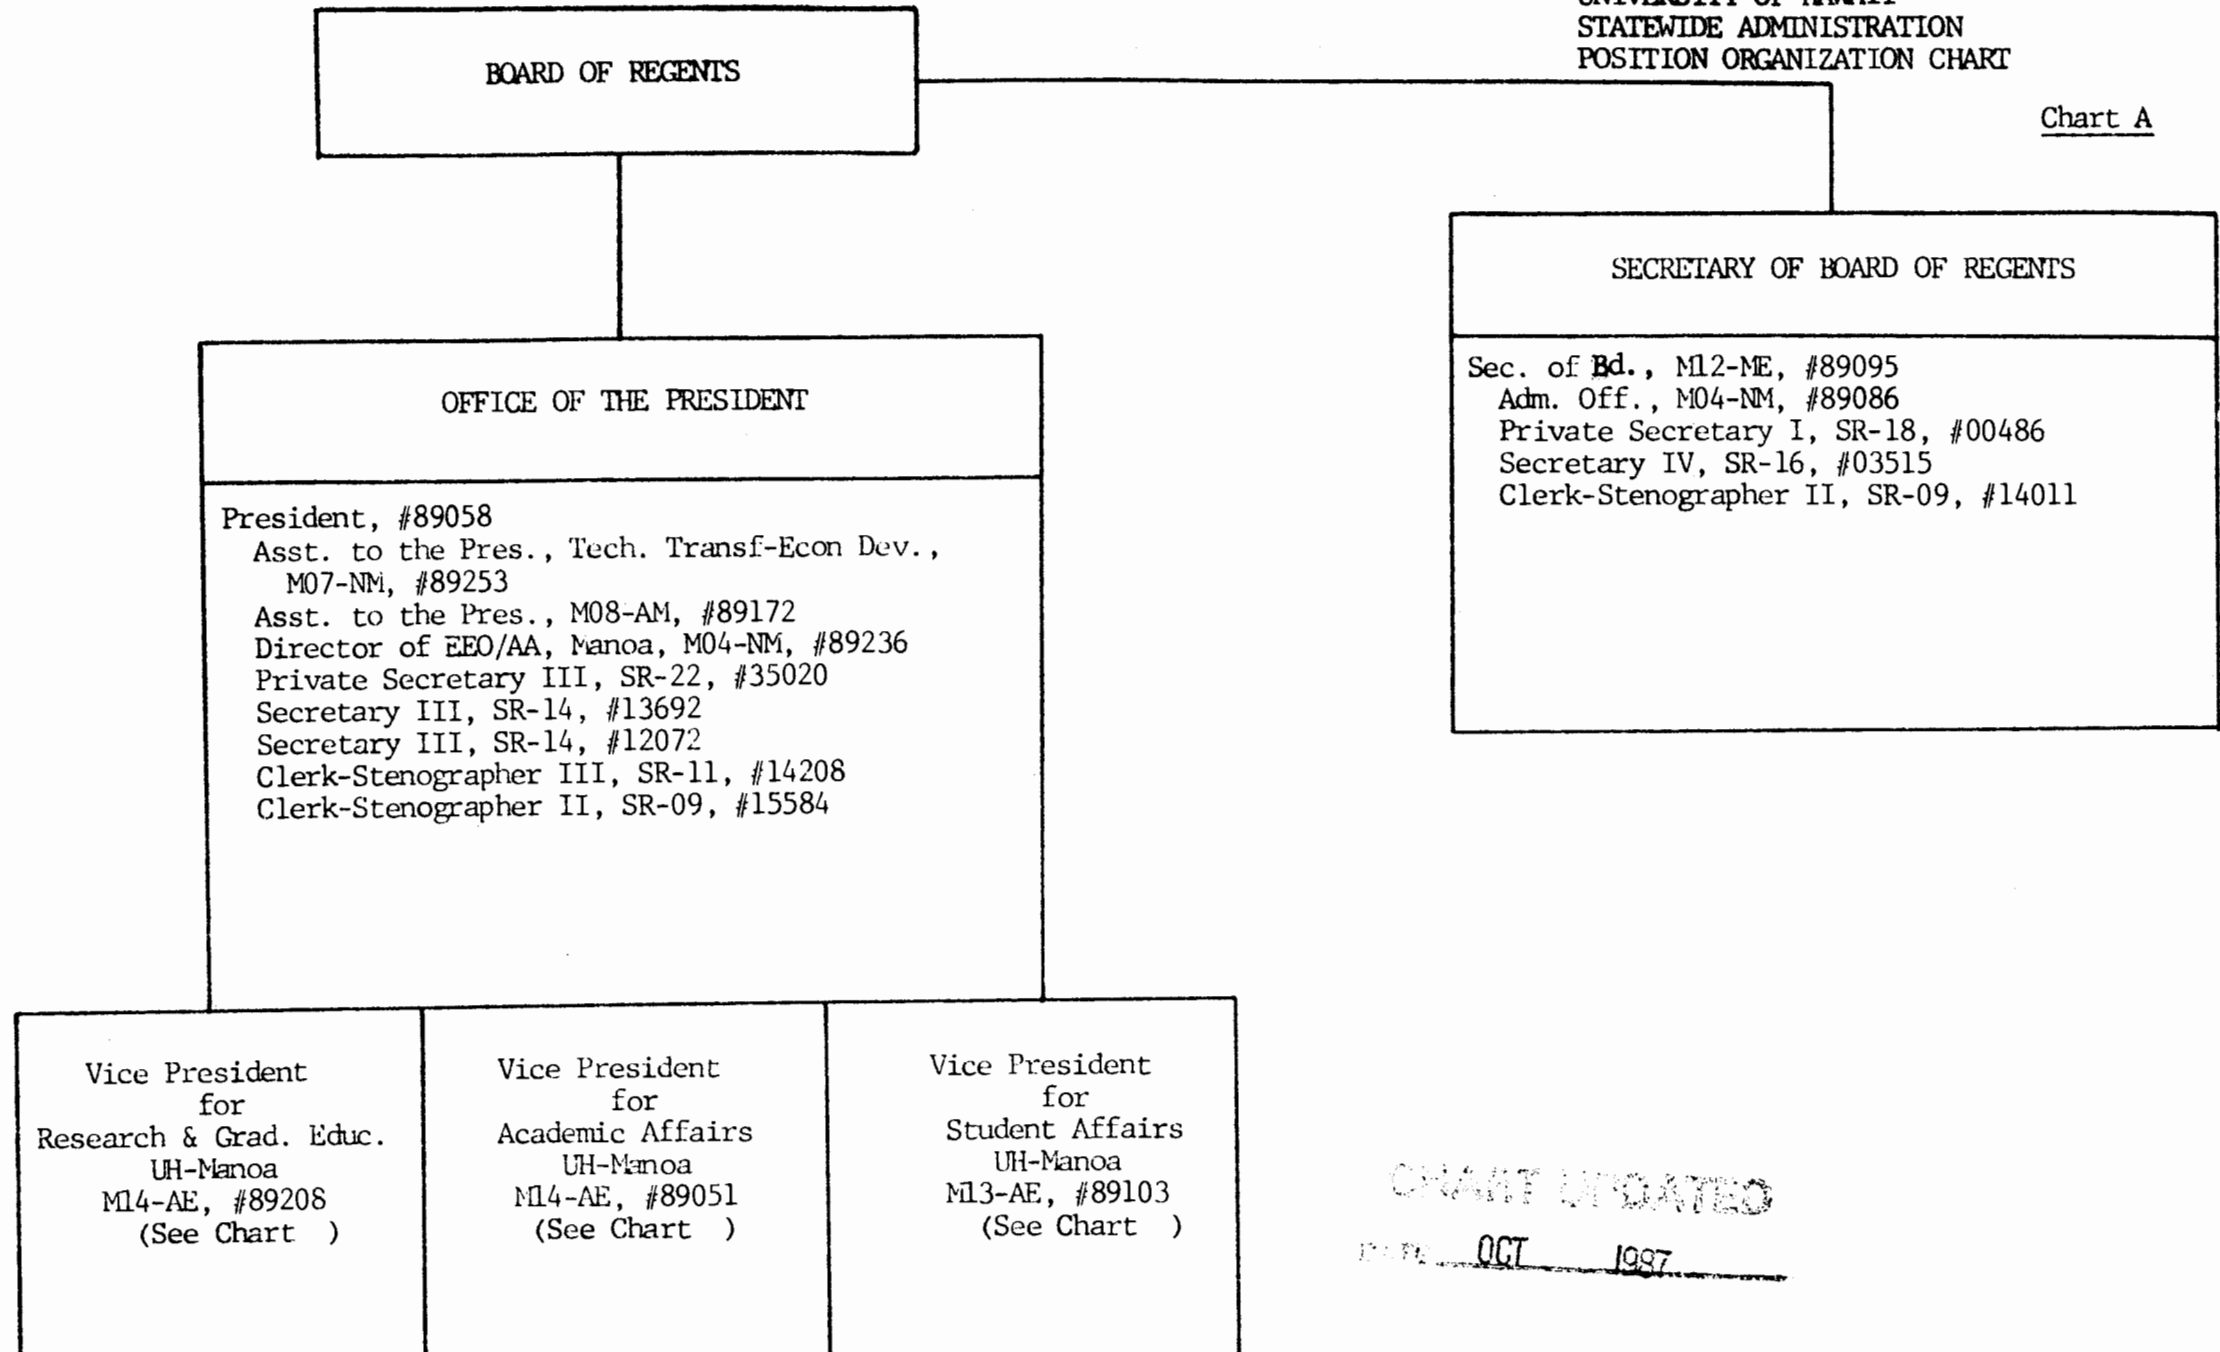 STATEWIDE ADMINISTRATION
POSITION ORGANIZATION CHART
Chart A
BOARD OF REGENTS
SECRETARY OF BOARD OF REGENTS
Sec. of Bd., M12-ME, #89095
Adm. Off., M04-NM, #89086
Private Secretary I, SR-18, #00486
Secretary IV, SR-16, #03515
Clerk-Stenographer II, SR-09, #14011
OFFICE OF THE PRESIDENT
President, #89058
Asst. to the Pres., Tech. Transf-Econ Dev.,
M07-NM, #89253
Asst. to the Pres., M08-AM, #89172
Director of EEO/AA, Manoa, M04-NM, #89236
Private Secretary III, SR-22, #35020
Secretary III, SR-14, #13692
Secretary III, SR-14, #12072
Clerk-Stenographer III, SR-11, #14208
Clerk-Stenographer II, SR-09, #15584
Vice President
for
Research & Grad. Educ.
UH-Manoa
M14-AE, #89208
(See Chart )
Vice President
for
Academic Affairs
UH-Manoa
M14-AE, #89051
(See Chart )
Vice President
for
Student Affairs
UH-Manoa
M13-AE, #89103
(See Chart )
CHART UPDATED
DATE OCT 1987